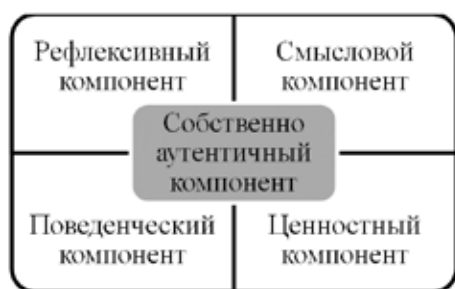 Рефлексивный
компонент
Смысловой
компонент
Собственно
аутентичный
компонент
Поведенческий
компонент
Ценностный
компонент